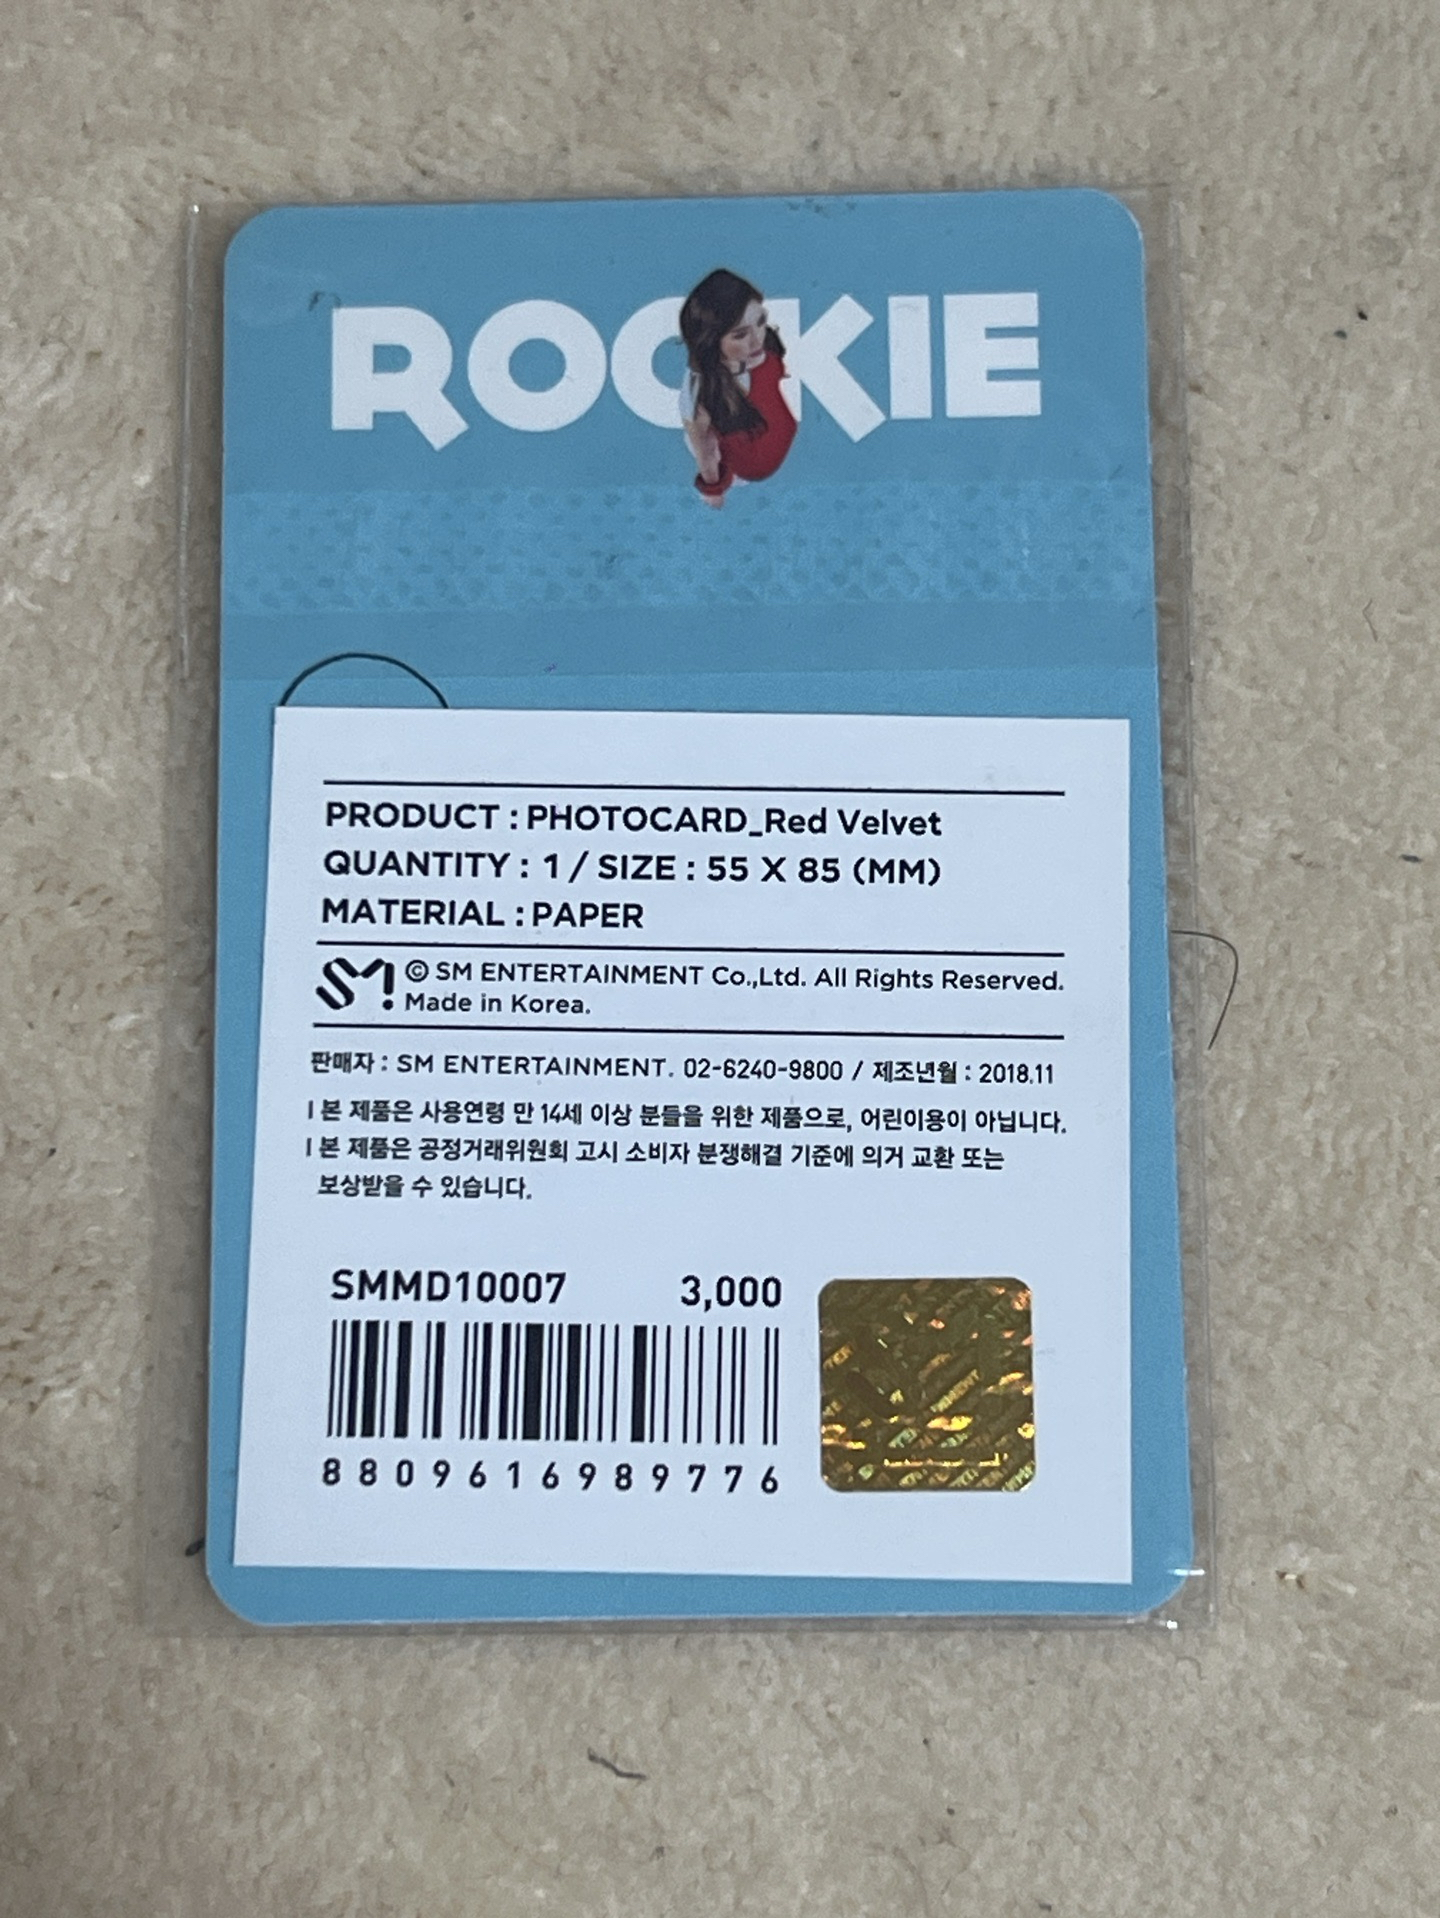 ROOKIE
PRODUCT : PHOTOCARD_Red Velvet
QUANTITY : 1 / SIZE : 55 X 85 (MM)
MATERIAL : PAPER
SM! © SM ENTERTAINMENT Co.,Ltd. All Rights Reserved.
Made in Korea.
판매자 : SM ENTERTAINMENT. 02-6240-9800 / 제조년월 : 2018.11
l 본 제품은 사용연령 만 14세 이상 분들을 위한 제품으로, 어린이용이 아닙니다.
l 본 제품은 공정거래위원회 고시 소비자 분쟁해결 기준에 의거 교환 또는
보상받을 수 있습니다.
SMMD10007 3,000
8809616989776